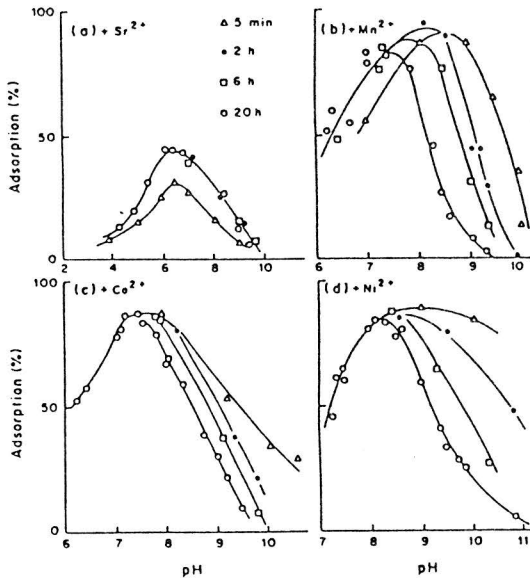 100
(a) + Sr²⁺
(b) + Mn²⁺
△ 5 min
• 2 h
□ 6 h
○ 20 h
Adsorption (%)
50
0
2 4 6 8 10
6 7 8 9 10
100
(c) + Co²⁺
(d) + Ni²⁺
Adsorption (%)
50
0
6 7 8 9 10
7 8 9 10 11
pH
pH